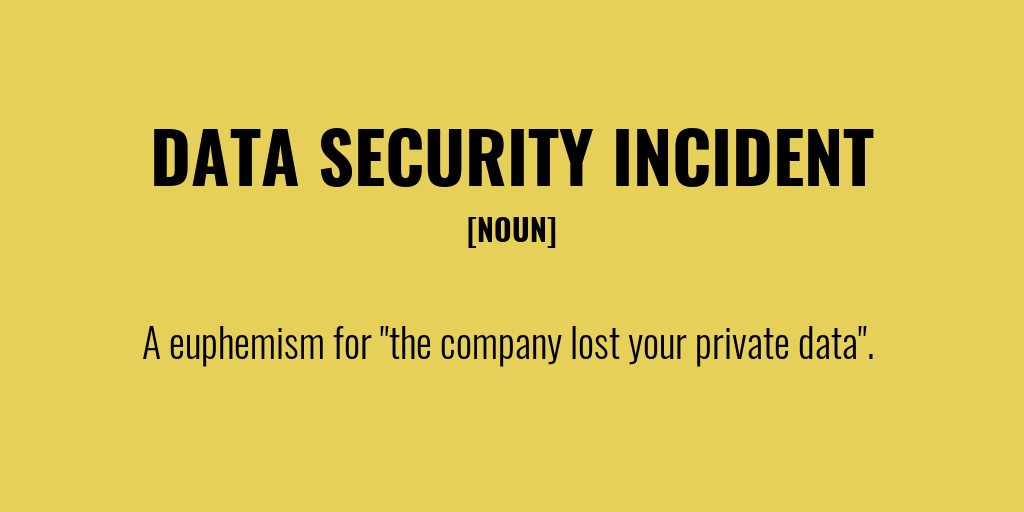 DATA SECURITY INCIDENT
[NOUN]
A euphemism for "the company lost your private data".